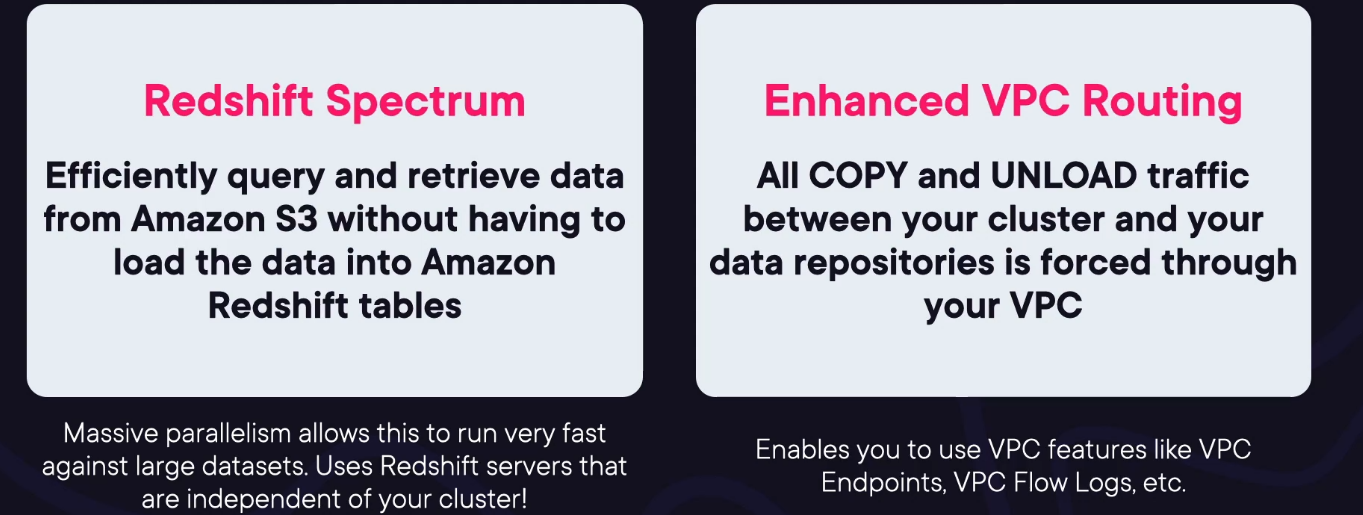 Redshift Spectrum
Efficiently query and retrieve data
from Amazon S3 without having to
load the data into Amazon
Redshift tables
Massive parallelism allows this to run very fast
against large datasets. Uses Redshift servers that
are independent of your cluster!
Enhanced VPC Routing
All COPY and UNLOAD traffic
between your cluster and your
data repositories is forced through
your VPC
Enables you to use VPC features like VPC
Endpoints, VPC Flow Logs, etc.